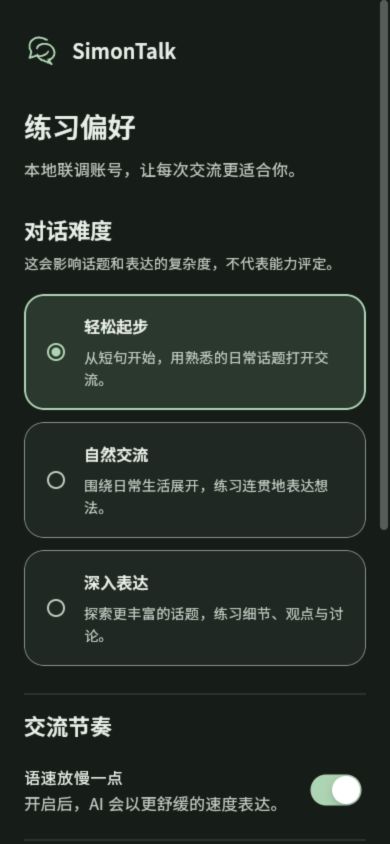 SimonTalk
练习偏好
本地联调账号，让每次交流更适合你。
对话难度
这会影响话题和表达的复杂度，不代表能力评定。
轻松起步
从短句开始，用熟悉的日常话题打开交
流。
自然交流
围绕日常生活展开，练习连贯地表达想
法。
深入表达
探索更丰富的话题，练习细节、观点与讨
论。
交流节奏
语速放慢一点
开启后，AI 会以更舒缓的速度表达。